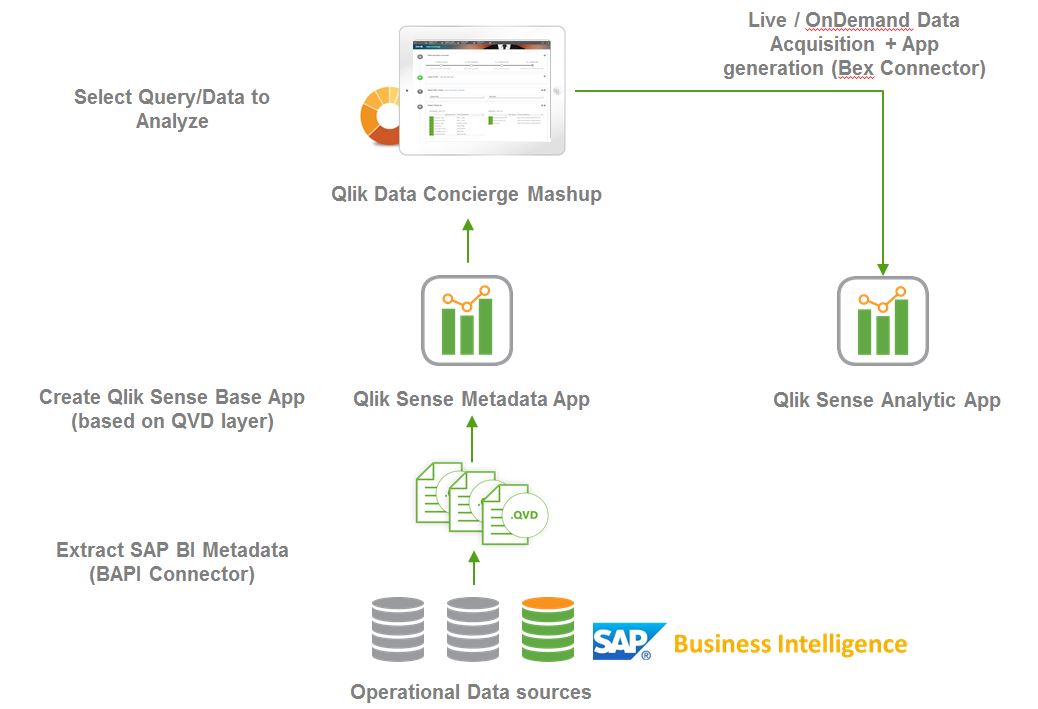 Live / OnDemand Data
Acquisition + App
generation (Bex Connector)
Select Query/Data to
Analyze
Qlik Data Concierge Mashup
Create Qlik Sense Base App
(based on QVD layer)
Qlik Sense Metadata App
Qlik Sense Analytic App
.QVD
Extract SAP BI Metadata
(BAPI Connector)
SAP®
Business Intelligence
Operational Data sources